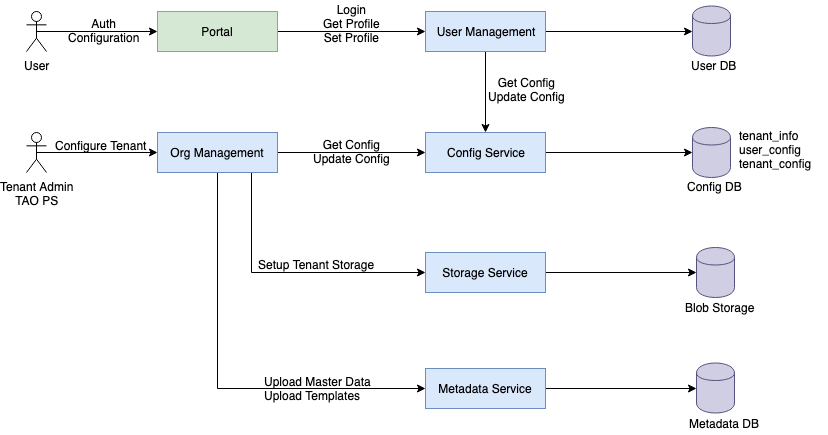 Auth
Configuration
User
Portal
Login
Get Profile
Set Profile
User Management
User DB
Get Config
Update Config
Configure Tenant
Tenant Admin
TAO PS
Org Management
Get Config
Update Config
Config Service
Config DB
tenant_info
user_config
tenant_config
Setup Tenant Storage
Storage Service
Blob Storage
Upload Master Data
Upload Templates
Metadata Service
Metadata DB